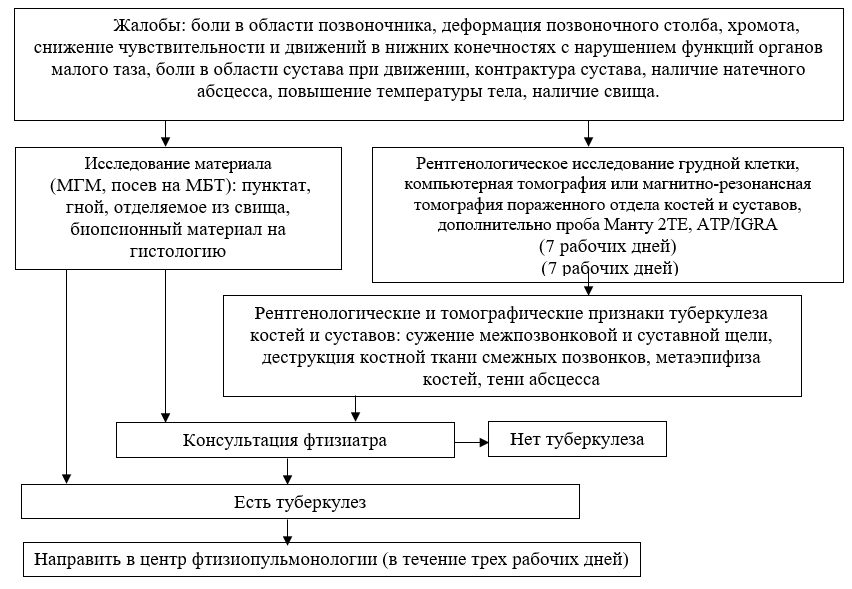 Жалобы: боли в области позвоночника, деформация позвоночного столба, хромота,
снижение чувствительности и движений в нижних конечностях с нарушением функций органов
малого таза, боли в области сустава при движении, контрактура сустава, наличие натечного
абсцесса, повышение температуры тела, наличие свища.
Исследование материала
(МГМ, посев на МБТ): пунктат,
гной, отделяемое из свища,
биопсионный материал на
гистологию
Рентгенологическое исследование грудной клетки,
компьютерная томография или магнитно-резонансная
томография пораженного отдела костей и суставов,
дополнительно проба Манту 2ТЕ, АТР/IGRA
(7 рабочих дней)
(7 рабочих дней)
Рентгенологические и томографические признаки туберкулеза
костей и суставов: сужение межпозвонковой и суставной щели,
деструкция костной ткани смежных позвонков, метаэпифиза
костей, тени абсцесса
Консультация фтизиатра
Нет туберкулеза
Есть туберкулез
Направить в центр фтизиопульмонологии (в течение трех рабочих дней)